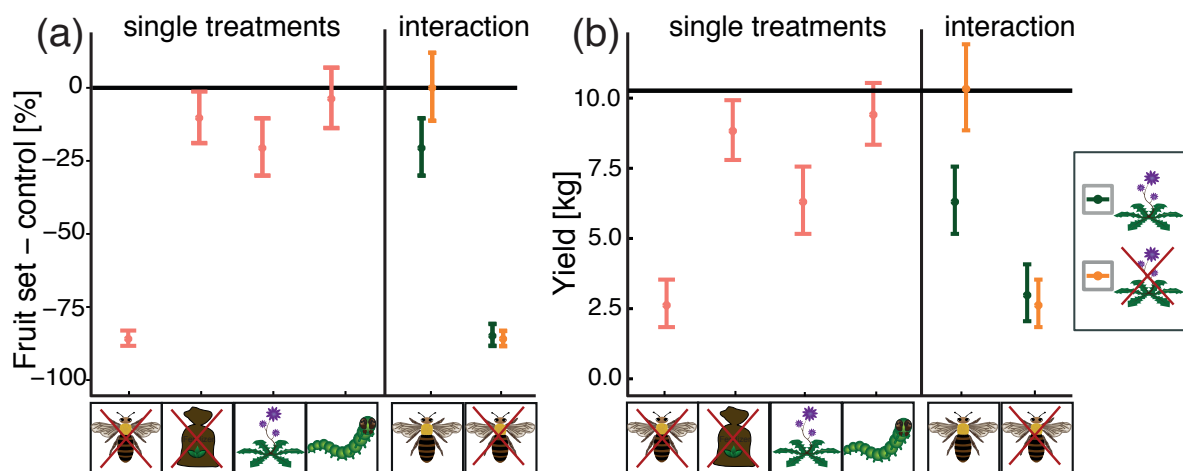 (a) single treatments interaction
Fruit set – control [%]
0
−25
−50
−75
−100
(b) single treatments interaction
Yield [kg]
10.0
7.5
5.0
2.5
0.0